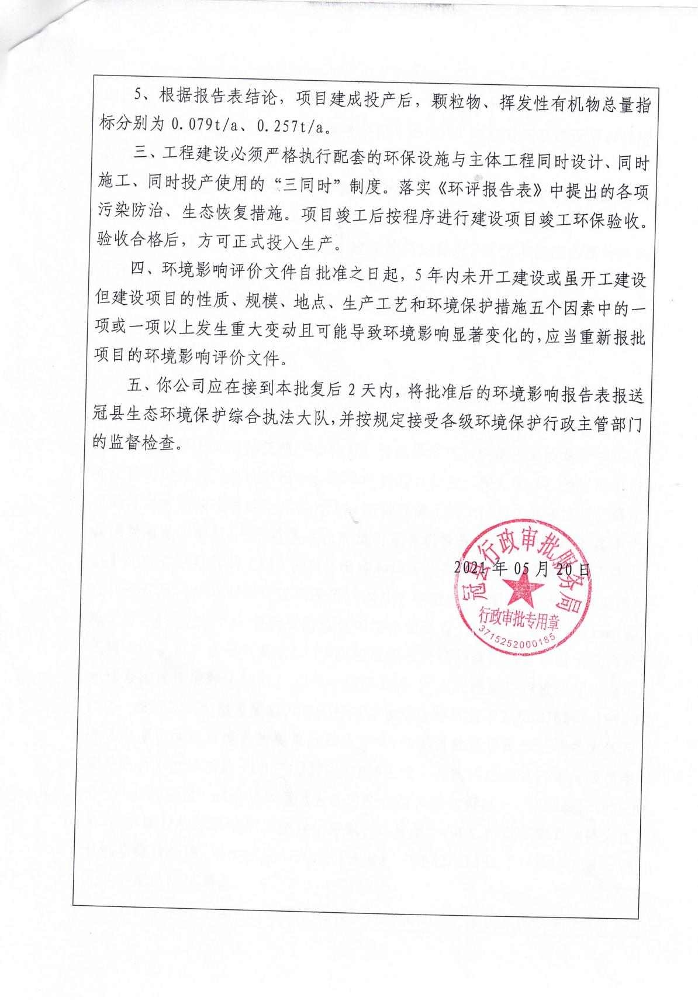 5、根据报告表结论，项目建成投产后，颗粒物、挥发性有机物总量指
标分别为 0.079t/a、0.257t/a。
三、工程建设必须严格执行配套的环保设施与主体工程同时设计、同时
施工、同时投产使用的“三同时”制度。落实《环评报告表》中提出的各项
污染防治、生态恢复措施。项目竣工后按程序进行建设项目竣工环保验收。
验收合格后，方可正式投入生产。
四、环境影响评价文件自批准之日起，5 年内未开工建设或虽开工建设
但建设项目的性质、规模、地点、生产工艺和环境保护措施五个因素中的一
项或一项以上发生重大变动且可能导致环境影响显著变化的，应当重新报批
项目的环境影响评价文件。
五、你公司应在接到本批复后 2 天内，将批准后的环境影响报告表报送
冠县生态环境保护综合执法大队，并按规定接受各级环境保护行政主管部门
的监督检查。
冠县行政审批服务局
2021 年 05 月 20 日
行政审批专用章
3715252000185